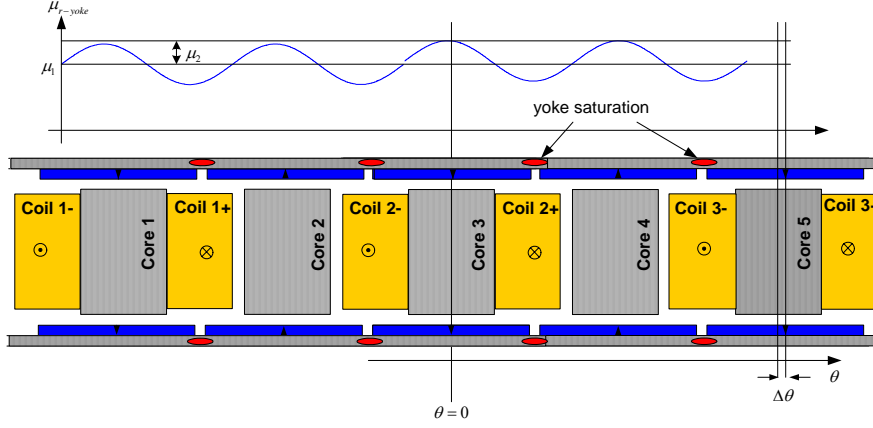 μr−yoke
μ2
μ1
yoke saturation
Coil 1-
Core 1
Coil 1+
Core 2
Coil 2-
Core 3
Coil 2+
Core 4
Coil 3-
Core 5
Coil 3-
θ
Δθ
θ = 0